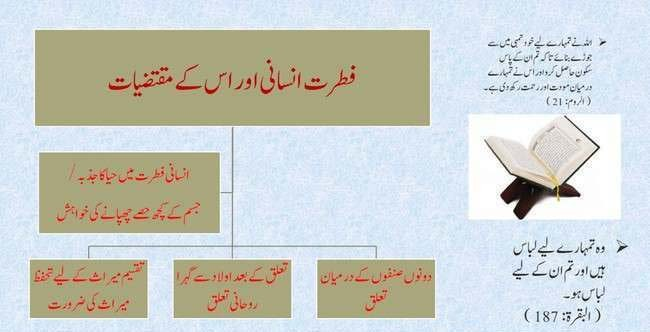 فطرت انسانی اور اس کے مقتضیات
انسانی فطرت میں حیا کا جذبہ /
جسم کے کچھ حصے چھپانے کی خواہش
دونوں صنفوں کے درمیان
تعلق
تعلق کے بعد اولاد سے گہرا
روحانی تعلق
تقسیم میراث کے لیے تحفظ
میراث کی ضرورت
اللہ نے تمہارے لیے خود تمہی میں سے
جوڑے بنائے تاکہ تم ان کے پاس
سکون حاصل کرو اور اس نے تمہارے
درمیان مودت اور رحمت رکھ دی ہے۔
(الروم: 21)
وہ تمہارے لیے لباس
ہیں اور تم ان کے لیے
لباس ہو۔
(البقرۃ: 187)